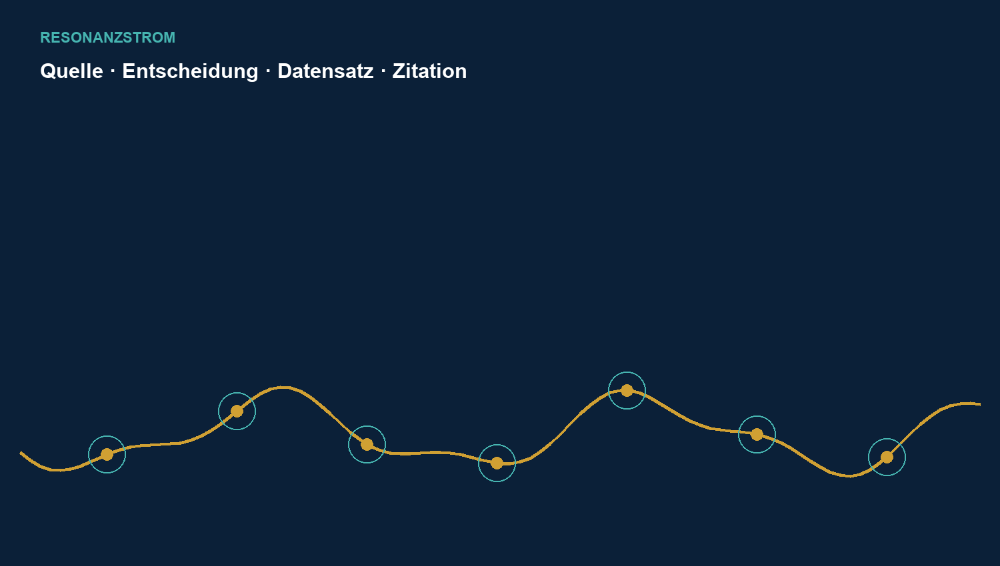 RESONANZSTROM
Quelle · Entscheidung · Datensatz · Zitation